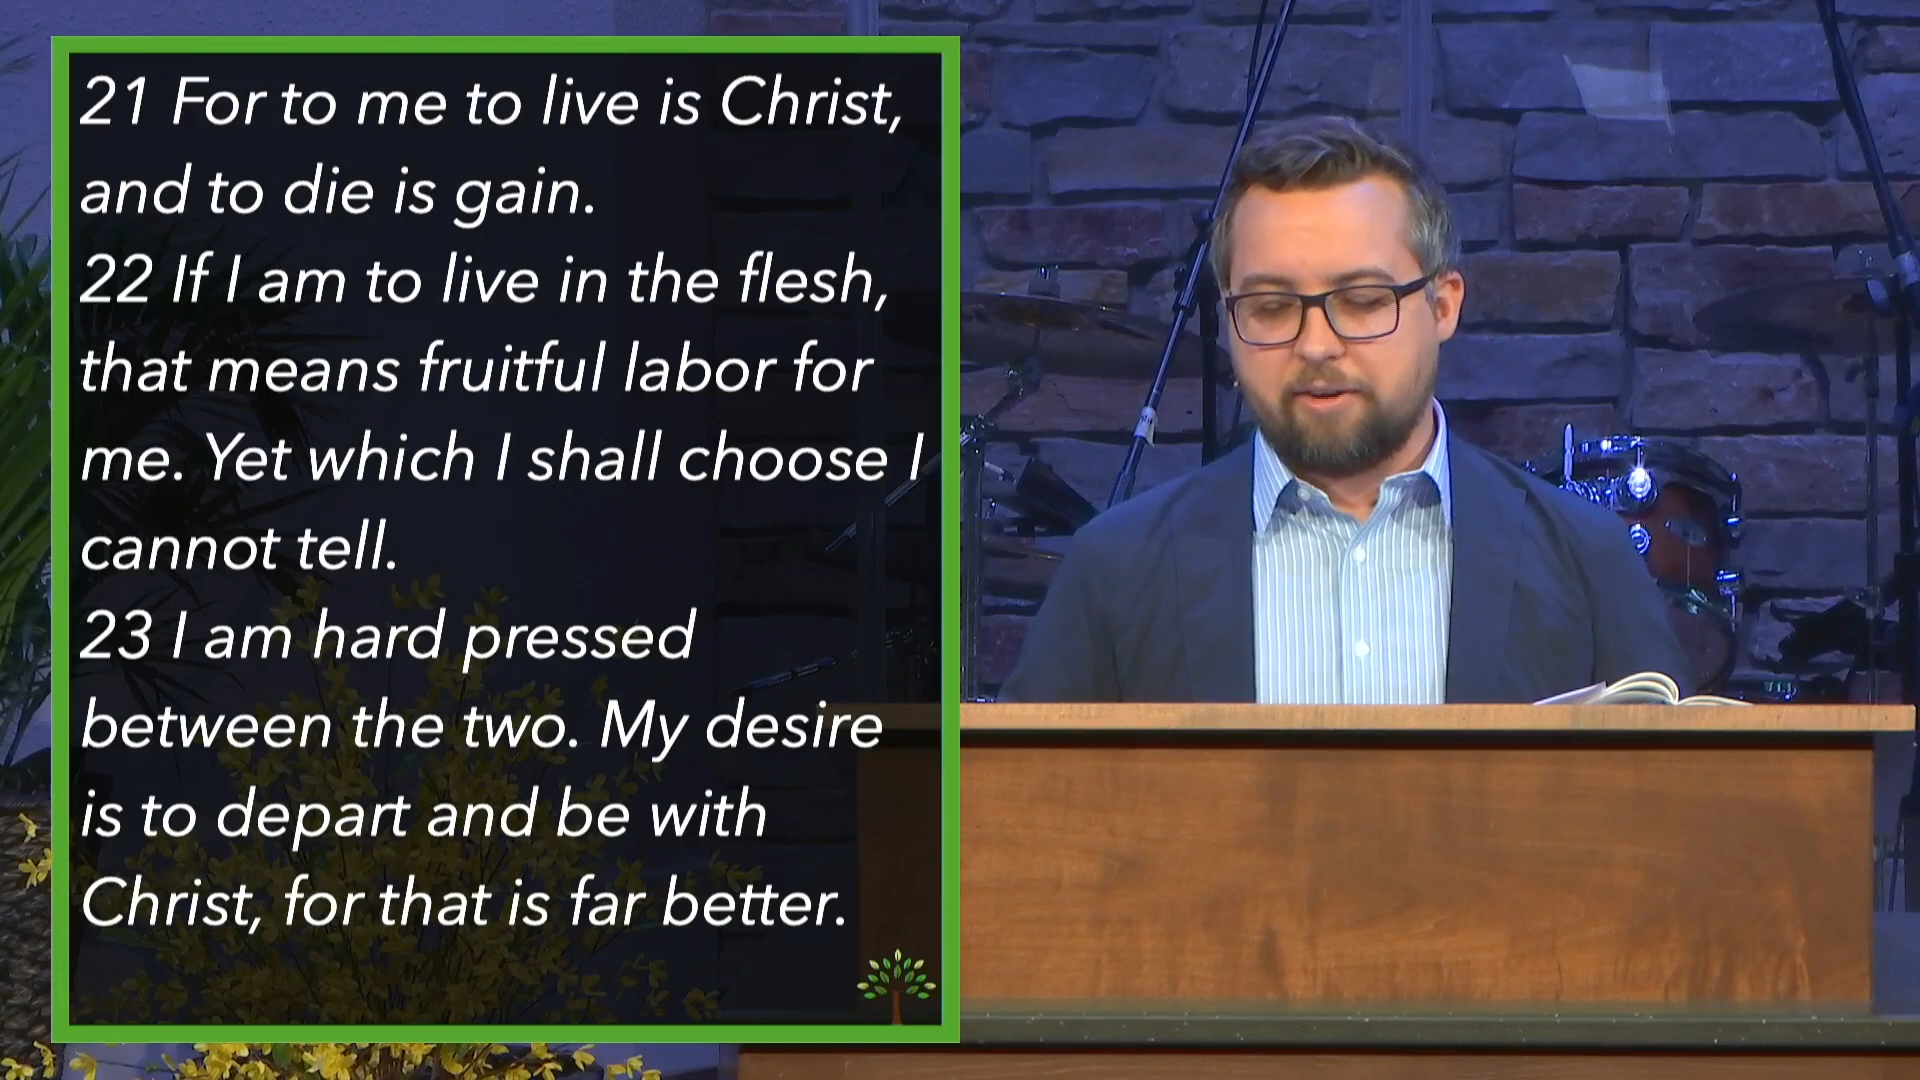 21 For to me to live is Christ,
and to die is gain.
22 If I am to live in the flesh,
that means fruitful labor for
me. Yet which I shall choose I
cannot tell.
23 I am hard pressed
between the two. My desire
is to depart and be with
Christ, for that is far better.